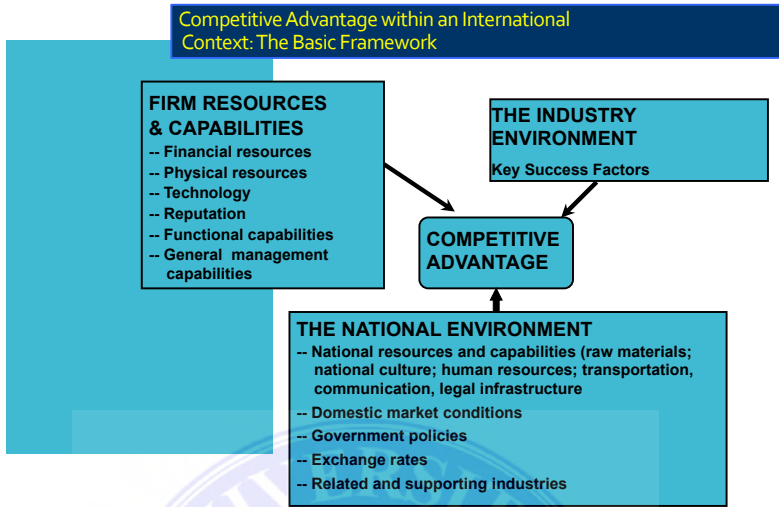 Competitive Advantage within an International
Context: The Basic Framework
FIRM RESOURCES
& CAPABILITIES
-- Financial resources
-- Physical resources
-- Technology
-- Reputation
-- Functional capabilities
-- General management
capabilities
THE INDUSTRY
ENVIRONMENT
Key Success Factors
COMPETITIVE
ADVANTAGE
THE NATIONAL ENVIRONMENT
-- National resources and capabilities (raw materials;
national culture; human resources; transportation,
communication, legal infrastructure
-- Domestic market conditions
-- Government policies
-- Exchange rates
-- Related and supporting industries